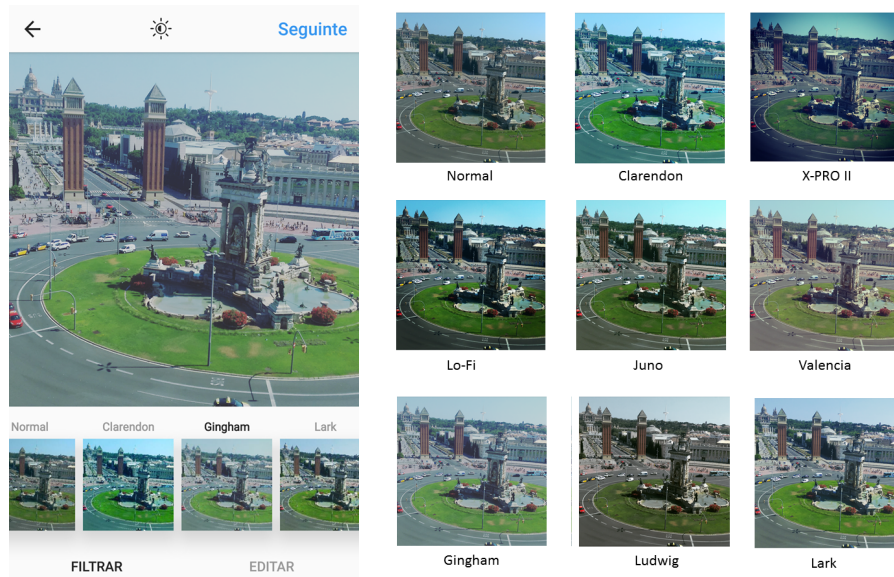 Seguinte
Normal
Clarendon
Gingham
Lark
FILTRAR
EDITAR
Normal
Clarendon
X-PRO II
Lo-Fi
Juno
Valencia
Gingham
Ludwig
Lark